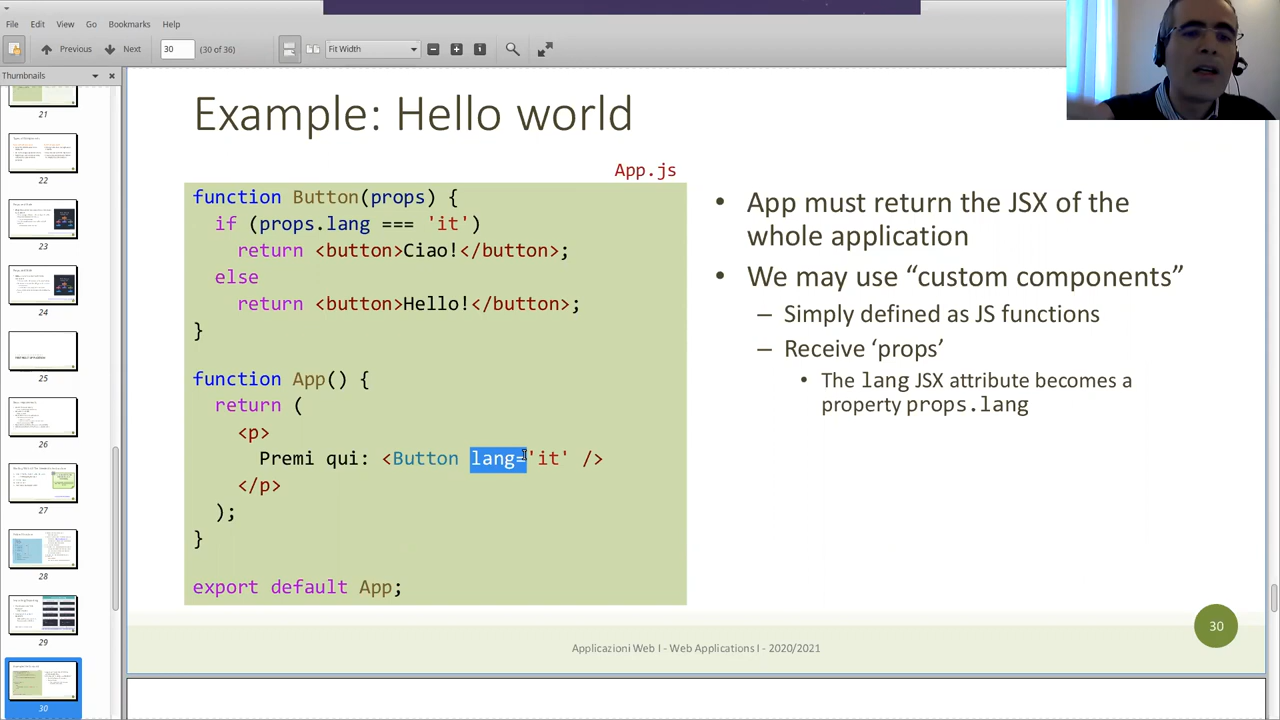 File Edit View Go Bookmarks Help
Previous Next 30 (30 of 36) Fit Width
Thumbnails
21
22
23
24
25
26
27
28
29
30
Example: Hello world
App.js
function Button(props) {
if (props.lang === 'it')
return <button>Ciao!</button>;
else
return <button>Hello!</button>;
}
function App() {
return (
<p>
Premi qui: <Button lang='it' />
</p>
);
}
export default App;
• App must return the JSX of the
whole application
• We may use “custom components”
– Simply defined as JS functions
– Receive ‘props’
• The lang JSX attribute becomes a
property props.lang
Applicazioni Web I - Web Applications I - 2020/2021
30